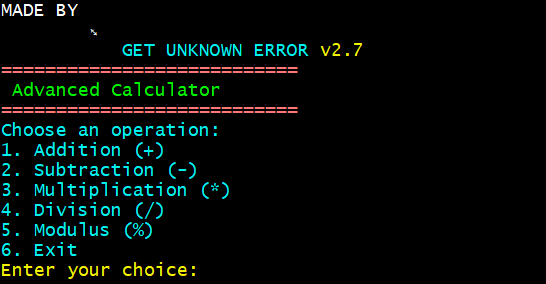 MADE BY
GET UNKNOWN ERROR v2.7
===========================
Advanced Calculator
===========================
Choose an operation:
1. Addition (+)
2. Subtraction (-)
3. Multiplication (*)
4. Division (/)
5. Modulus (%)
6. Exit
Enter your choice: